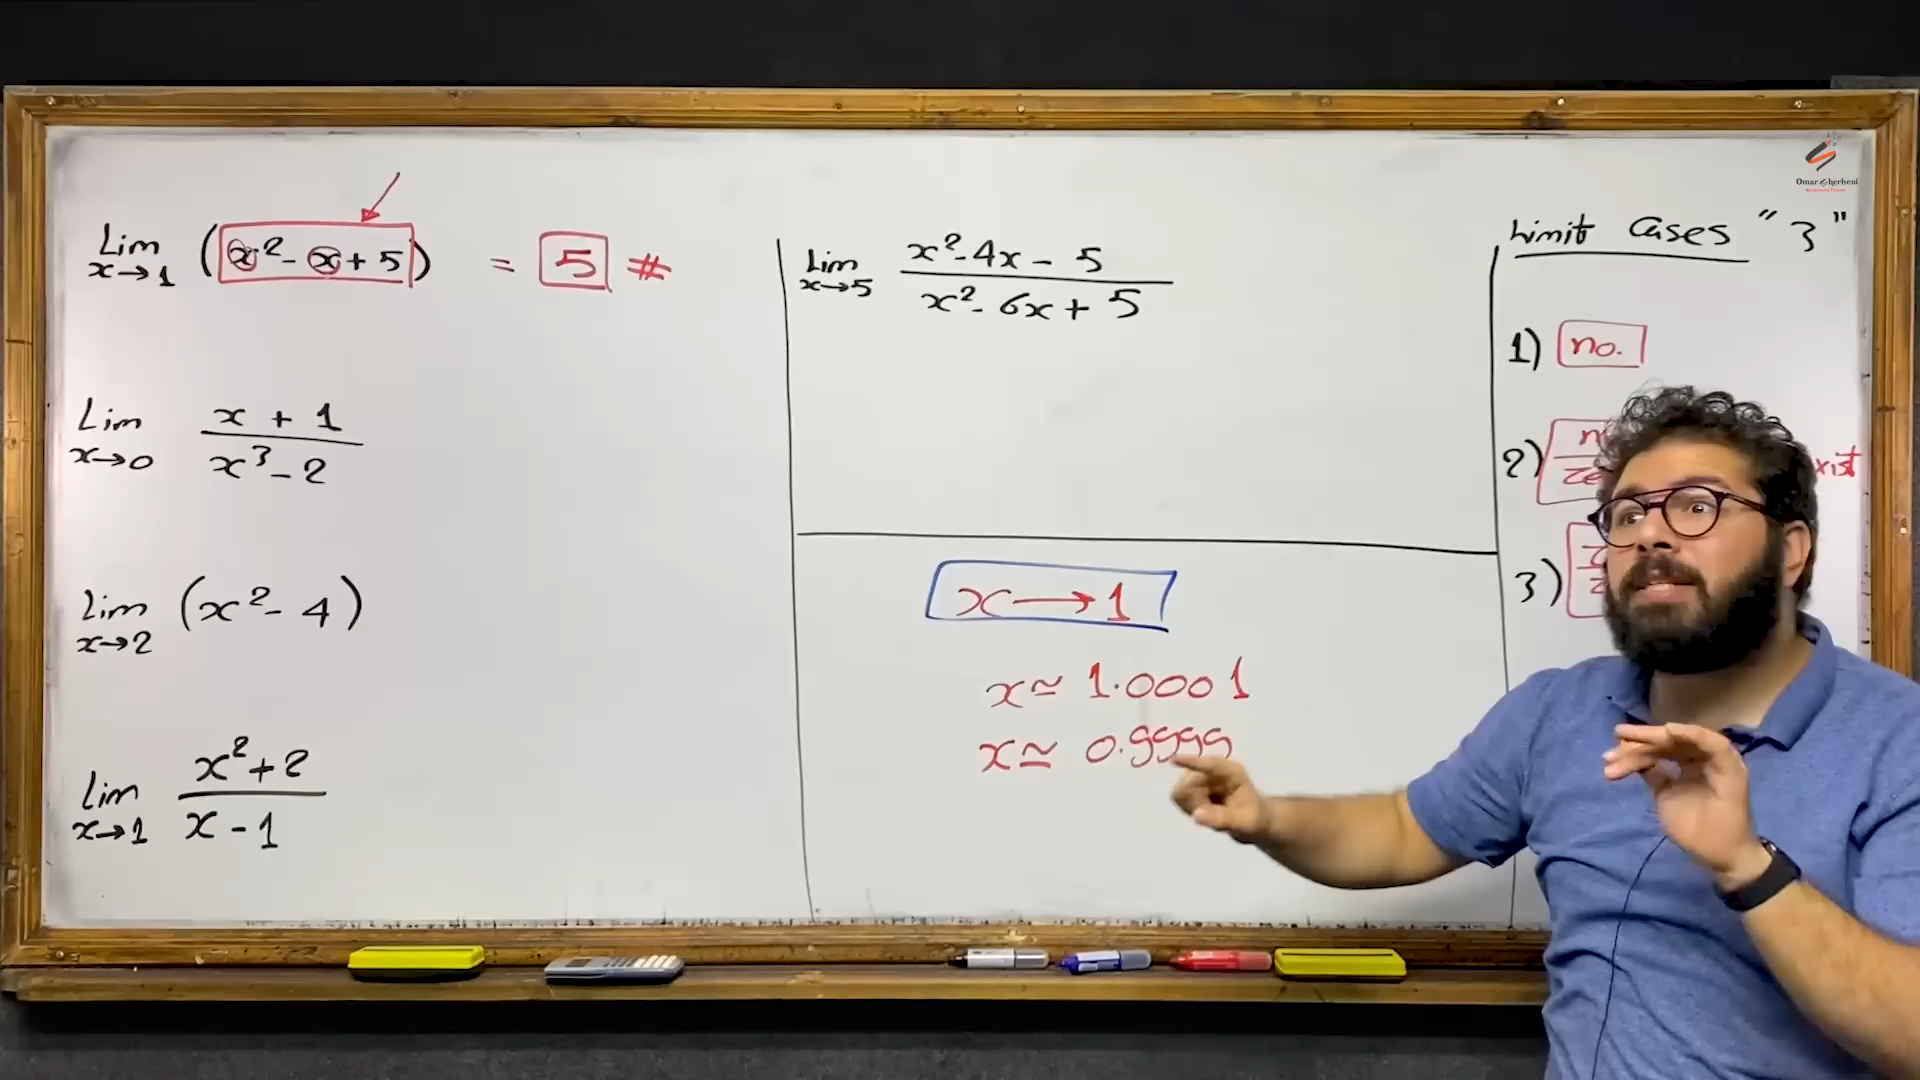 Lim x→1 (x² - x + 5) = 5 #
Lim x→0 x + 1 / x³ - 2
Lim x→2 (x² - 4)
Lim x→1 x² + 2 / x - 1
Lim x→5 x² - 4x - 5 / x² - 6x + 5
x → 1
x ≃ 1.0001
x ≃ 0.9999
Limit Cases "3"
1) no.
2)
3)
Omar Sherbeni